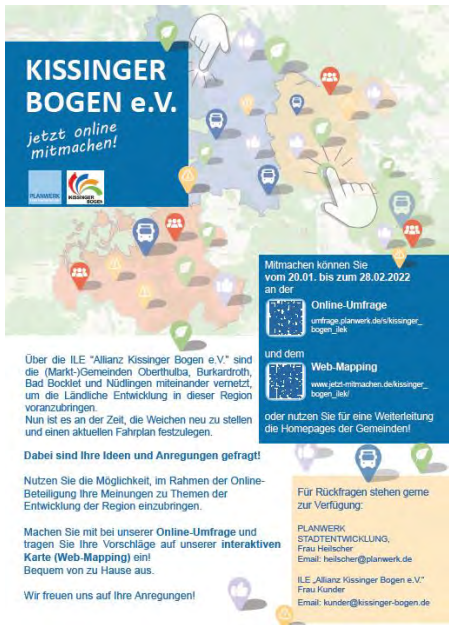 KISSINGER
BOGEN e.V.
jetzt online
mitmachen!
PLANWERK
KISSINGER
BOGEN
Mitmachen können Sie
vom 20.01. bis zum 28.02.2022
an der
Online-Umfrage
umfrage.planwerk.de/s/kissinger_
bogen_ilek
und dem
Web-Mapping
www.jetzt-mitmachen.de/kissinger_
bogen_ilek/
oder nutzen Sie für eine Weiterleitung
die Homepages der Gemeinden!
Über die ILE "Allianz Kissinger Bogen e.V." sind
die (Markt-)Gemeinden Oberthulba, Burkardroth,
Bad Bocklet und Nüdlingen miteinander vernetzt,
um die Ländliche Entwicklung in dieser Region
voranzubringen.
Nun ist es an der Zeit, die Weichen neu zu stellen
und einen aktuellen Fahrplan festzulegen.
Dabei sind Ihre Ideen und Anregungen gefragt!
Nutzen Sie die Möglichkeit, im Rahmen der Online-
Beteiligung Ihre Meinungen zu Themen der
Entwicklung der Region einzubringen.
Machen Sie mit bei unserer Online-Umfrage und
tragen Sie Ihre Vorschläge auf unserer interaktiven
Karte (Web-Mapping) ein!
Bequem von zu Hause aus.
Wir freuen uns auf Ihre Anregungen!
Für Rückfragen stehen gerne
zur Verfügung:
PLANWERK
STADTENTWICKLUNG,
Frau Heilscher
Email: heilscher@planwerk.de
ILE „Allianz Kissinger Bogen e.V."
Frau Kunder
Email: kunder@kissinger-bogen.de